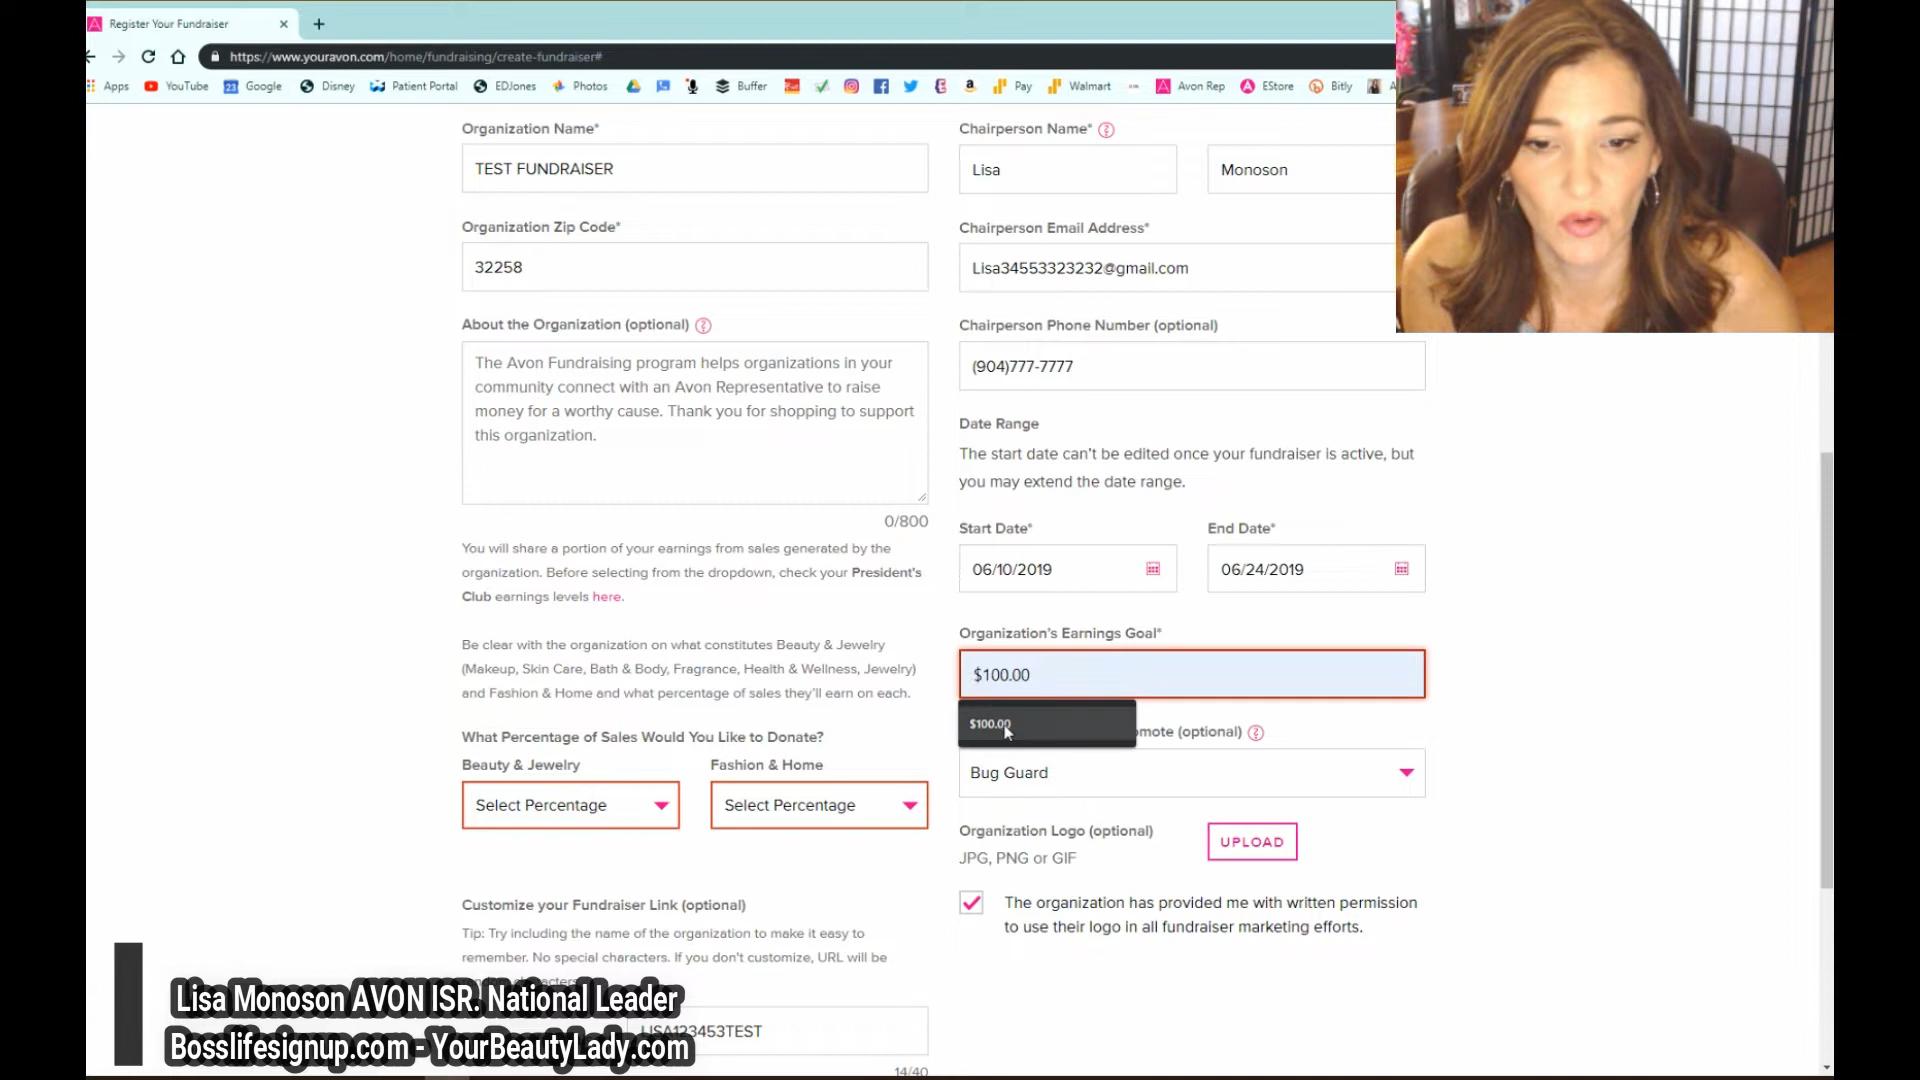 Register Your Fundraiser
https://www.youravon.com/home/fundraising/create-fundraiser#
Apps YouTube Google Disney Patient Portal EDJones Photos Buffer Pay Walmart Avon Rep EStore Bitly
Organization Name*
TEST FUNDRAISER
Organization Zip Code*
32258
About the Organization (optional)
The Avon Fundraising program helps organizations in your
community connect with an Avon Representative to raise
money for a worthy cause. Thank you for shopping to support
this organization.
0/800
You will share a portion of your earnings from sales generated by the
organization. Before selecting from the dropdown, check your President's
Club earnings levels here.
Be clear with the organization on what constitutes Beauty & Jewelry
(Makeup, Skin Care, Bath & Body, Fragrance, Health & Wellness, Jewelry)
and Fashion & Home and what percentage of sales they'll earn on each.
What Percentage of Sales Would You Like to Donate?
Beauty & Jewelry Fashion & Home
Select Percentage Select Percentage
Customize your Fundraiser Link (optional)
Tip: Try including the name of the organization to make it easy to
remember. No special characters. If you don't customize, URL will be
LISA123453TEST
14/40
Chairperson Name*
Lisa Monoson
Chairperson Email Address*
Lisa34553323232@gmail.com
Chairperson Phone Number (optional)
(904)777-7777
Date Range
The start date can't be edited once your fundraiser is active, but
you may extend the date range.
Start Date* End Date*
06/10/2019 06/24/2019
Organization's Earnings Goal*
$100.00
$100.00
(optional)
Bug Guard
Organization Logo (optional)
JPG, PNG or GIF
UPLOAD
The organization has provided me with written permission
to use their logo in all fundraiser marketing efforts.
Lisa Monoson AVON ISR. National Leader
Bosslifesignup.com - YourBeautyLady.com